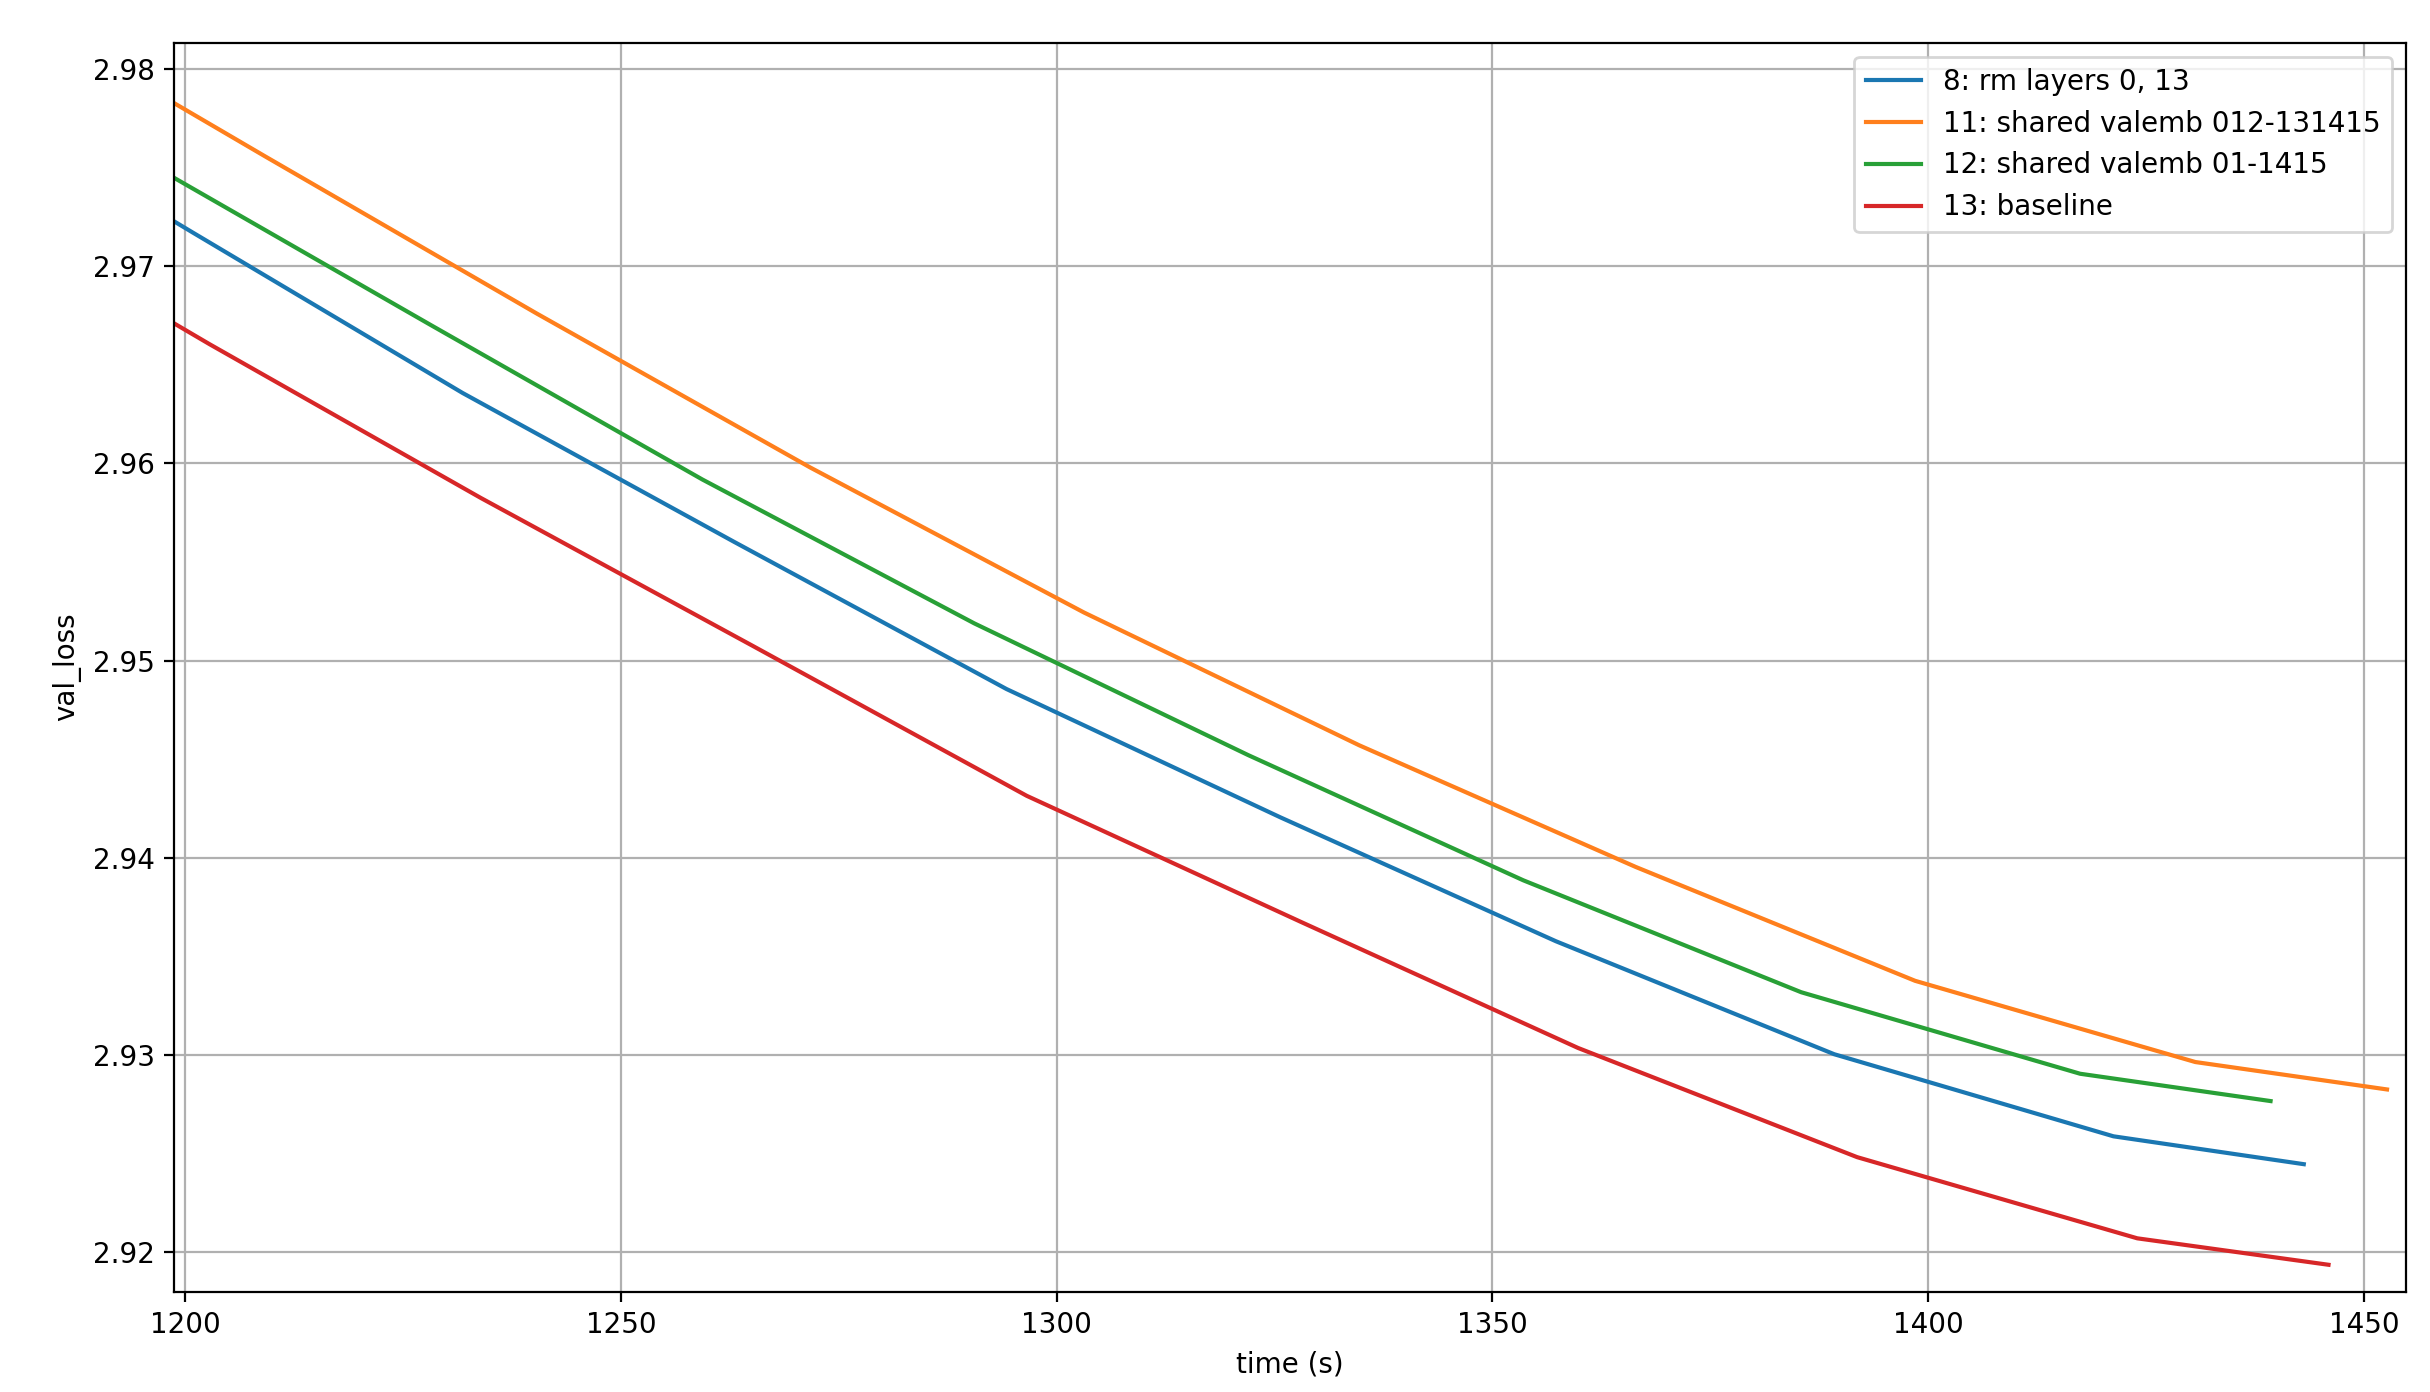 2.98
2.97
2.96
2.95
2.94
2.93
2.92
val_loss
8: rm layers 0, 13
11: shared valemb 012-131415
12: shared valemb 01-1415
13: baseline
1200 1250 1300 1350 1400 1450
time (s)